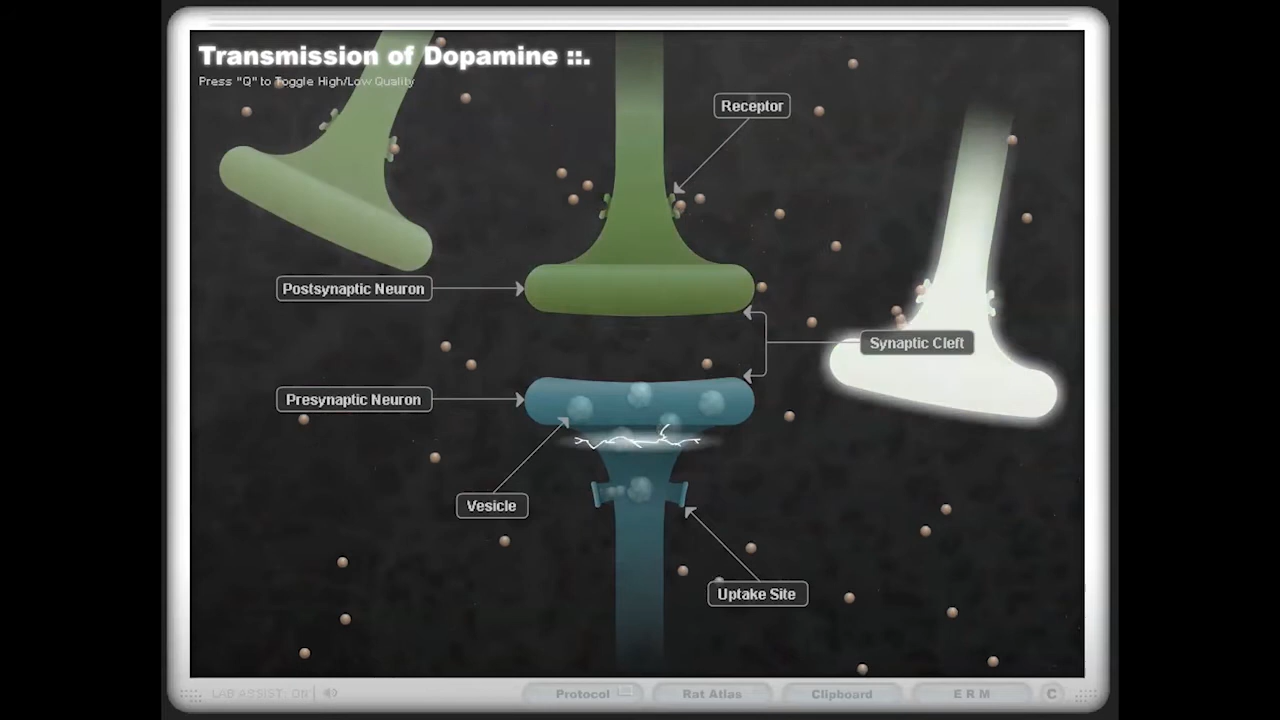 Transmission of Dopamine ::.
Press "Q" to Toggle High/Low Quality
Receptor
Postsynaptic Neuron
Synaptic Cleft
Presynaptic Neuron
Vesicle
Uptake Site
LAB ASSIST: ON
Protocol
Rat Atlas
Clipboard
E R M
C